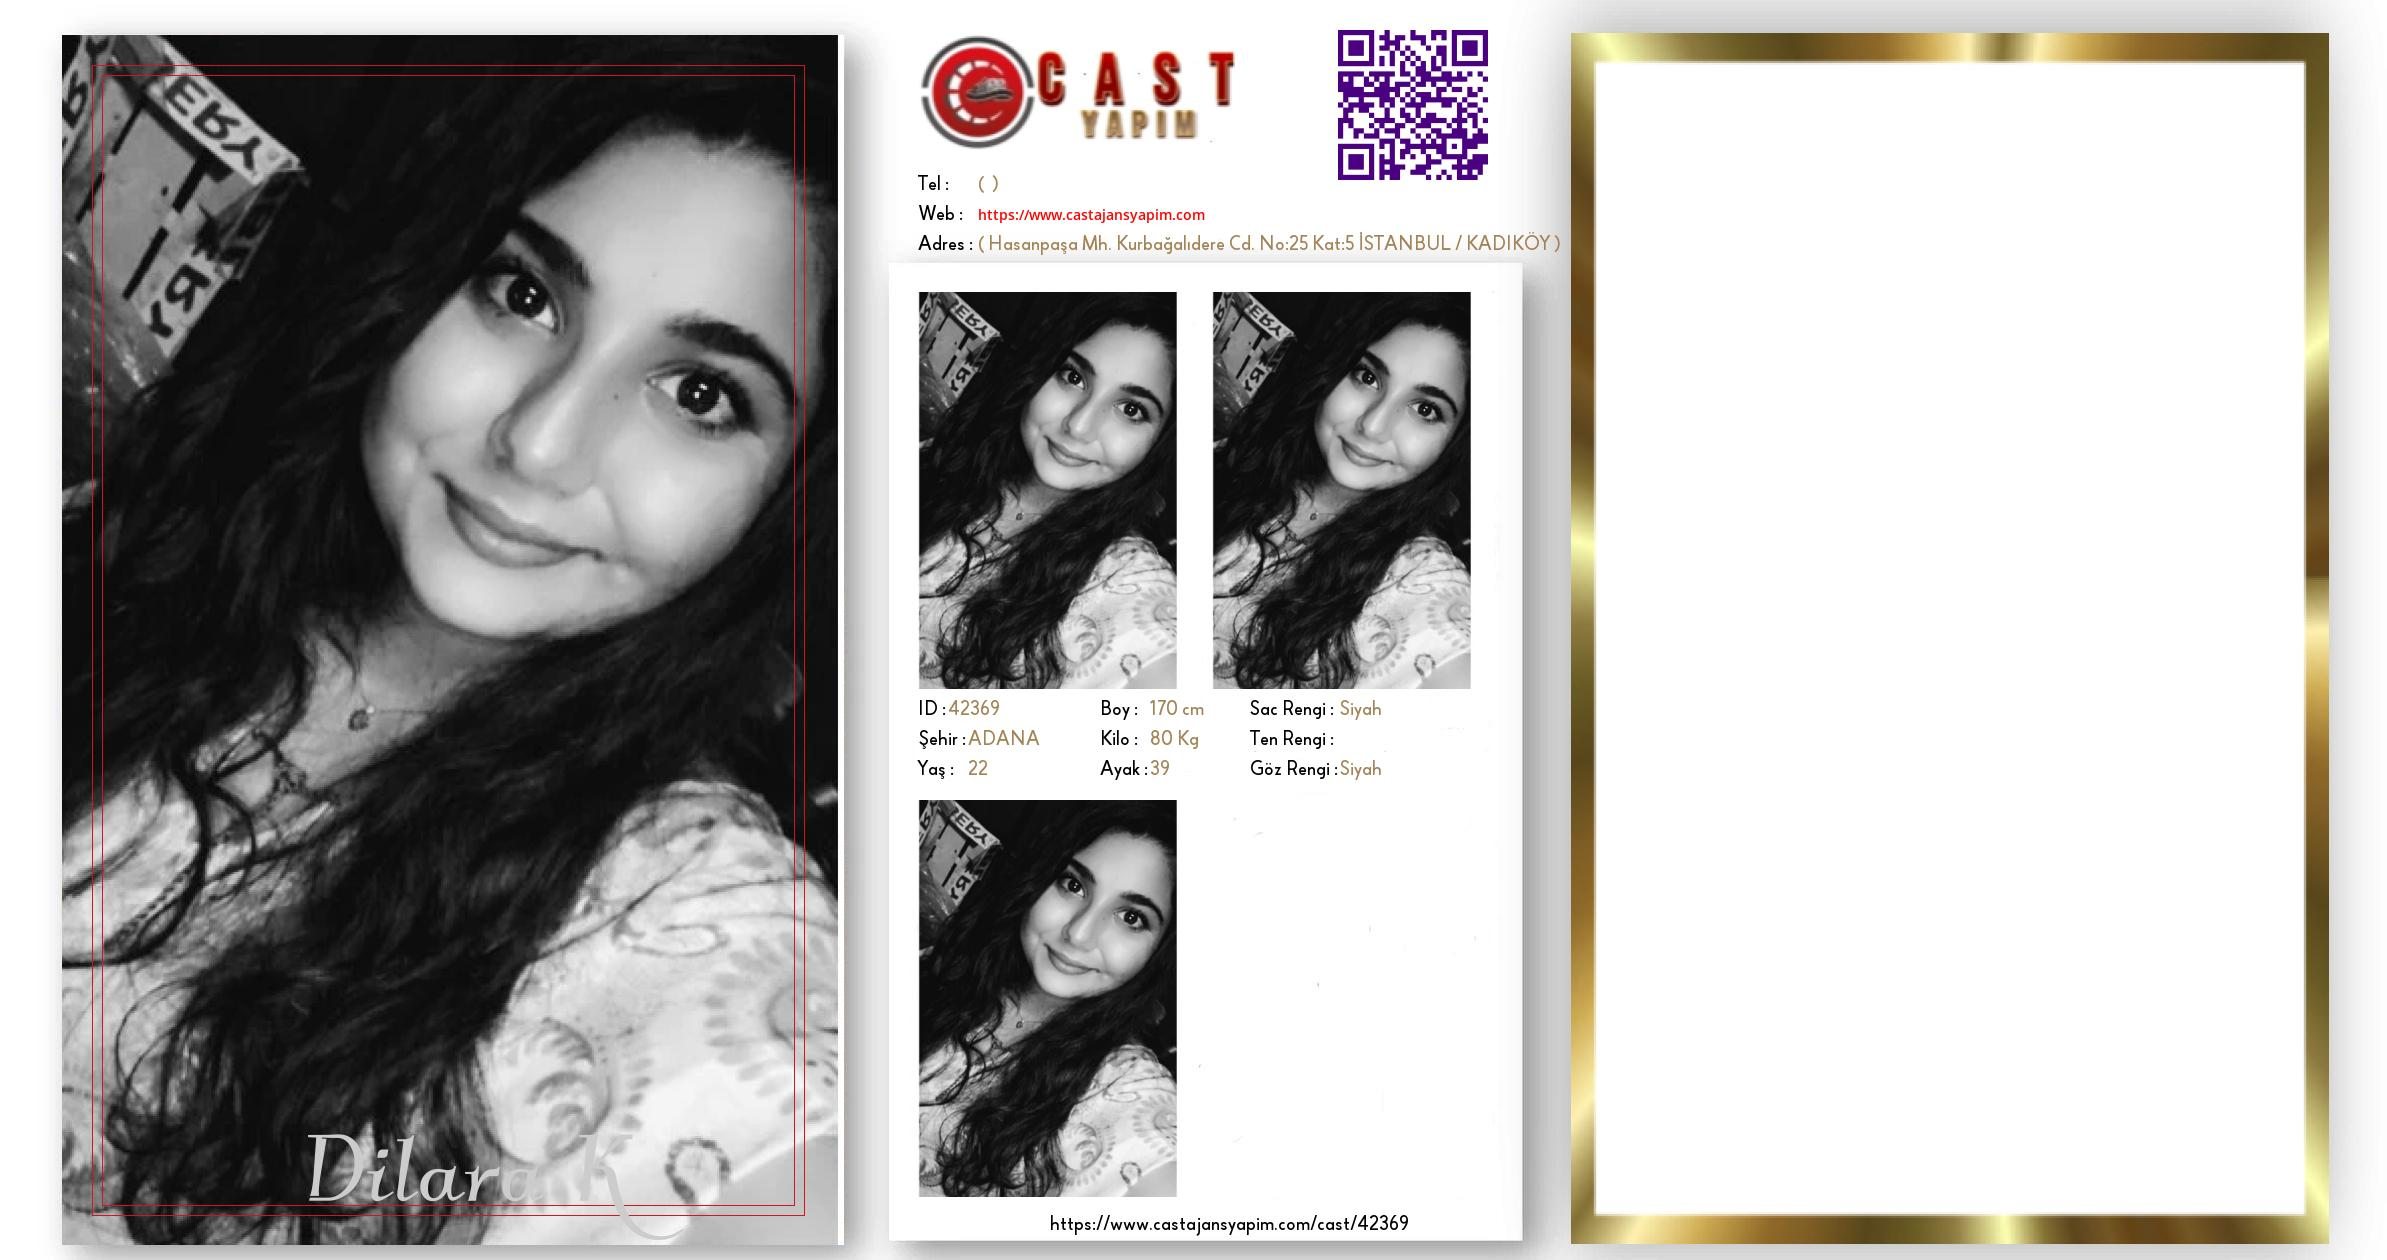 ERY
Dilara K
CAST
YAPIM
Tel : ( )
Web : https://www.castajansyapim.com
Adres : ( Hasanpaşa Mh. Kurbağalıdere Cd. No:25 Kat:5 İSTANBUL / KADIKÖY )
ID : 42369 Boy : 170 cm Sac Rengi : Siyah
Şehir : ADANA Kilo : 80 Kg Ten Rengi :
Yaş : 22 Ayak : 39 Göz Rengi : Siyah
https://www.castajansyapim.com/cast/42369